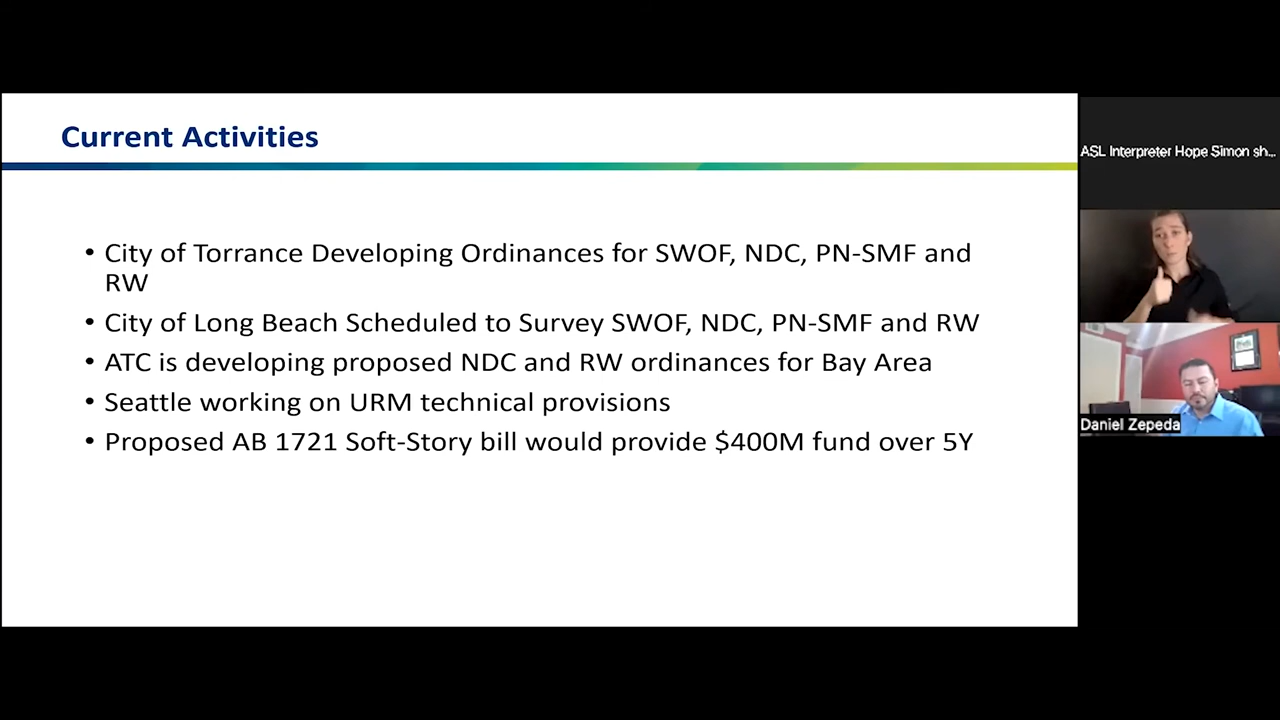 Current Activities
• City of Torrance Developing Ordinances for SWOF, NDC, PN-SMF and
RW
• City of Long Beach Scheduled to Survey SWOF, NDC, PN-SMF and RW
• ATC is developing proposed NDC and RW ordinances for Bay Area
• Seattle working on URM technical provisions
• Proposed AB 1721 Soft-Story bill would provide $400M fund over 5Y
ASL Interpreter Hope Simon sh...
Daniel Zepeda